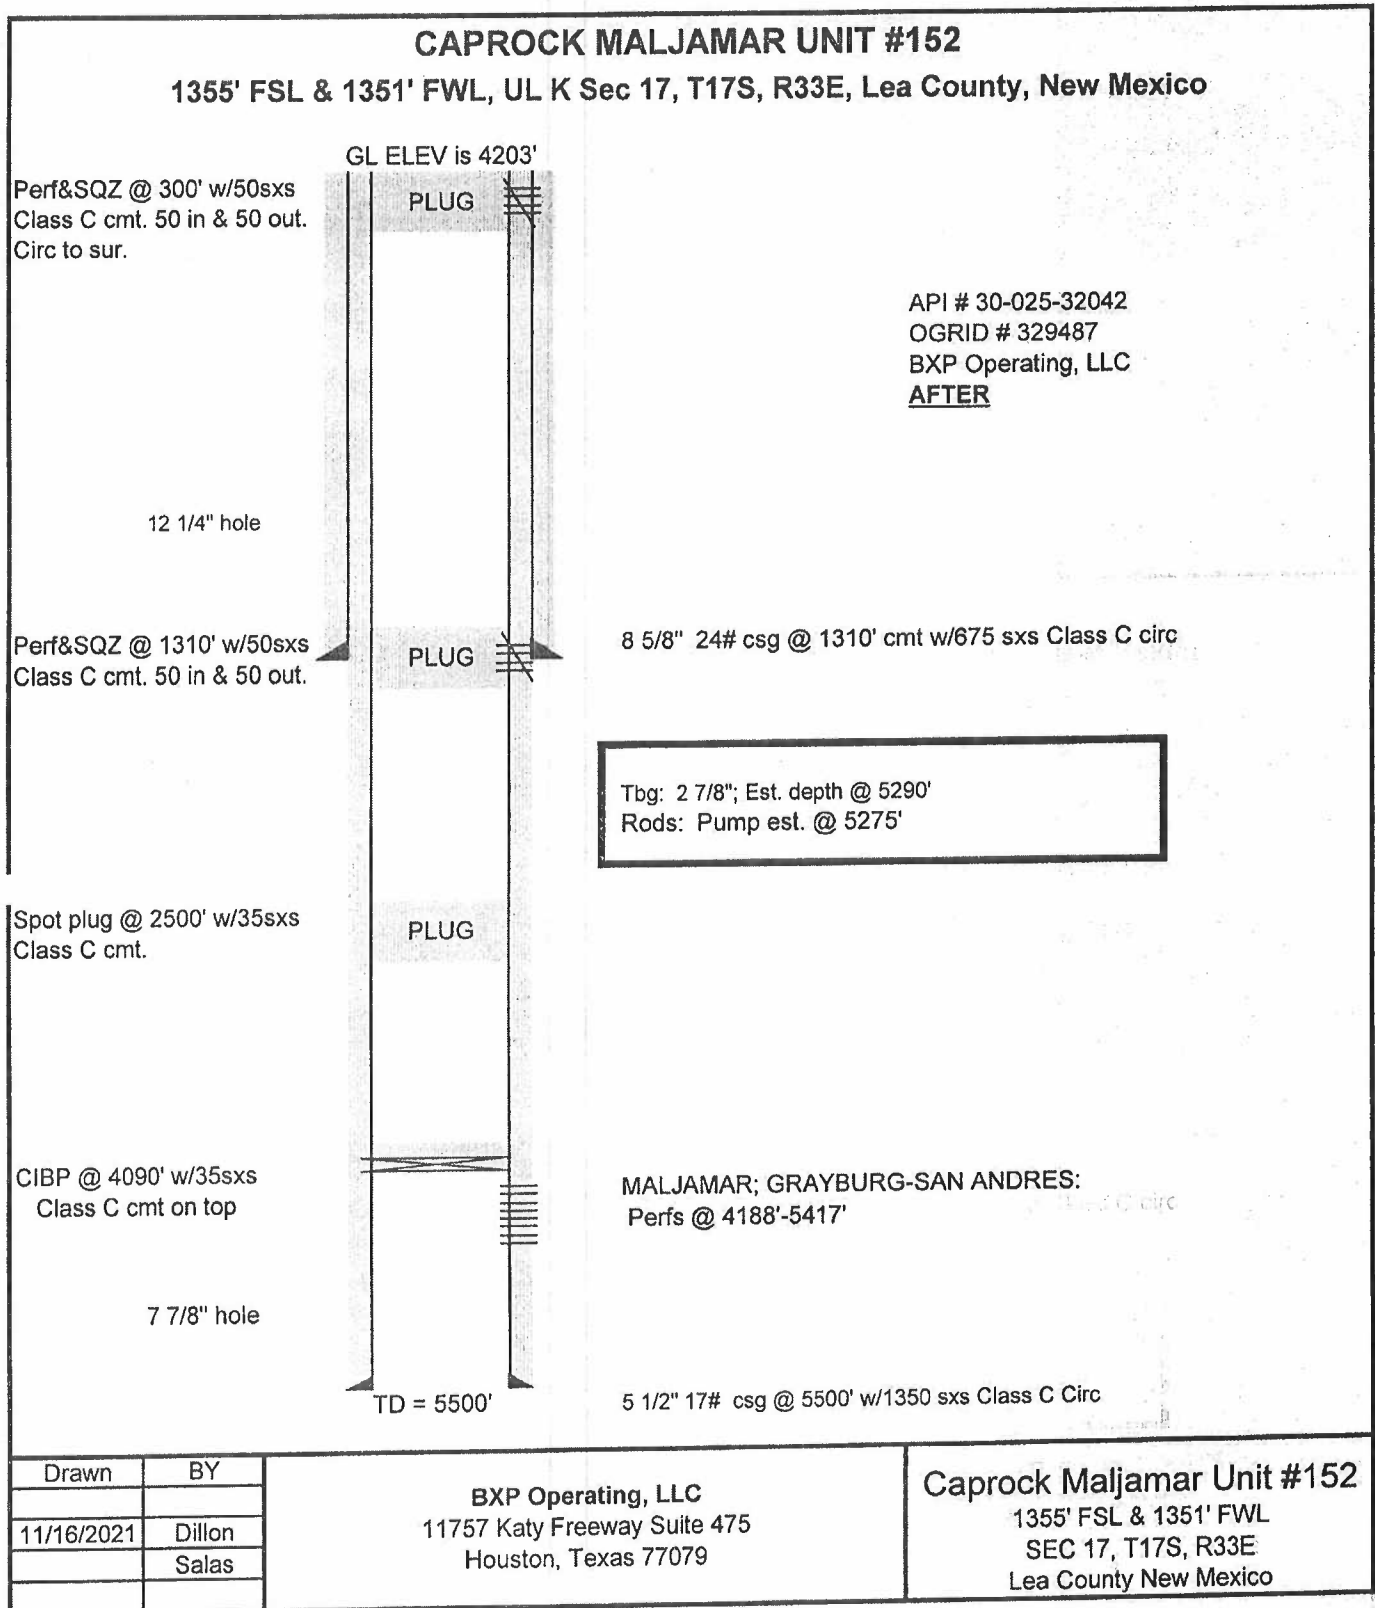 CAPROCK MALJAMAR UNIT #152
1355' FSL & 1351' FWL, UL K Sec 17, T17S, R33E, Lea County, New Mexico
GL ELEV is 4203'
Perf&SQZ @ 300' w/50sxs
Class C cmt. 50 in & 50 out.
Circ to sur.
PLUG
API # 30-025-32042
OGRID # 329487
BXP Operating, LLC
AFTER
12 1/4" hole
Perf&SQZ @ 1310' w/50sxs
Class C cmt. 50 in & 50 out.
PLUG
8 5/8" 24# csg @ 1310' cmt w/675 sxs Class C circ
Tbg: 2 7/8"; Est. depth @ 5290'
Rods: Pump est. @ 5275'
Spot plug @ 2500' w/35sxs
Class C cmt.
PLUG
CIBP @ 4090' w/35sxs
Class C cmt on top
MALJAMAR; GRAYBURG-SAN ANDRES:
Perfs @ 4188'-5417'
7 7/8" hole
TD = 5500'
5 1/2" 17# csg @ 5500' w/1350 sxs Class C Circ
Drawn BY
11/16/2021 Dillon
Salas
BXP Operating, LLC
11757 Katy Freeway Suite 475
Houston, Texas 77079
Caprock Maljamar Unit #152
1355' FSL & 1351' FWL
SEC 17, T17S, R33E
Lea County New Mexico